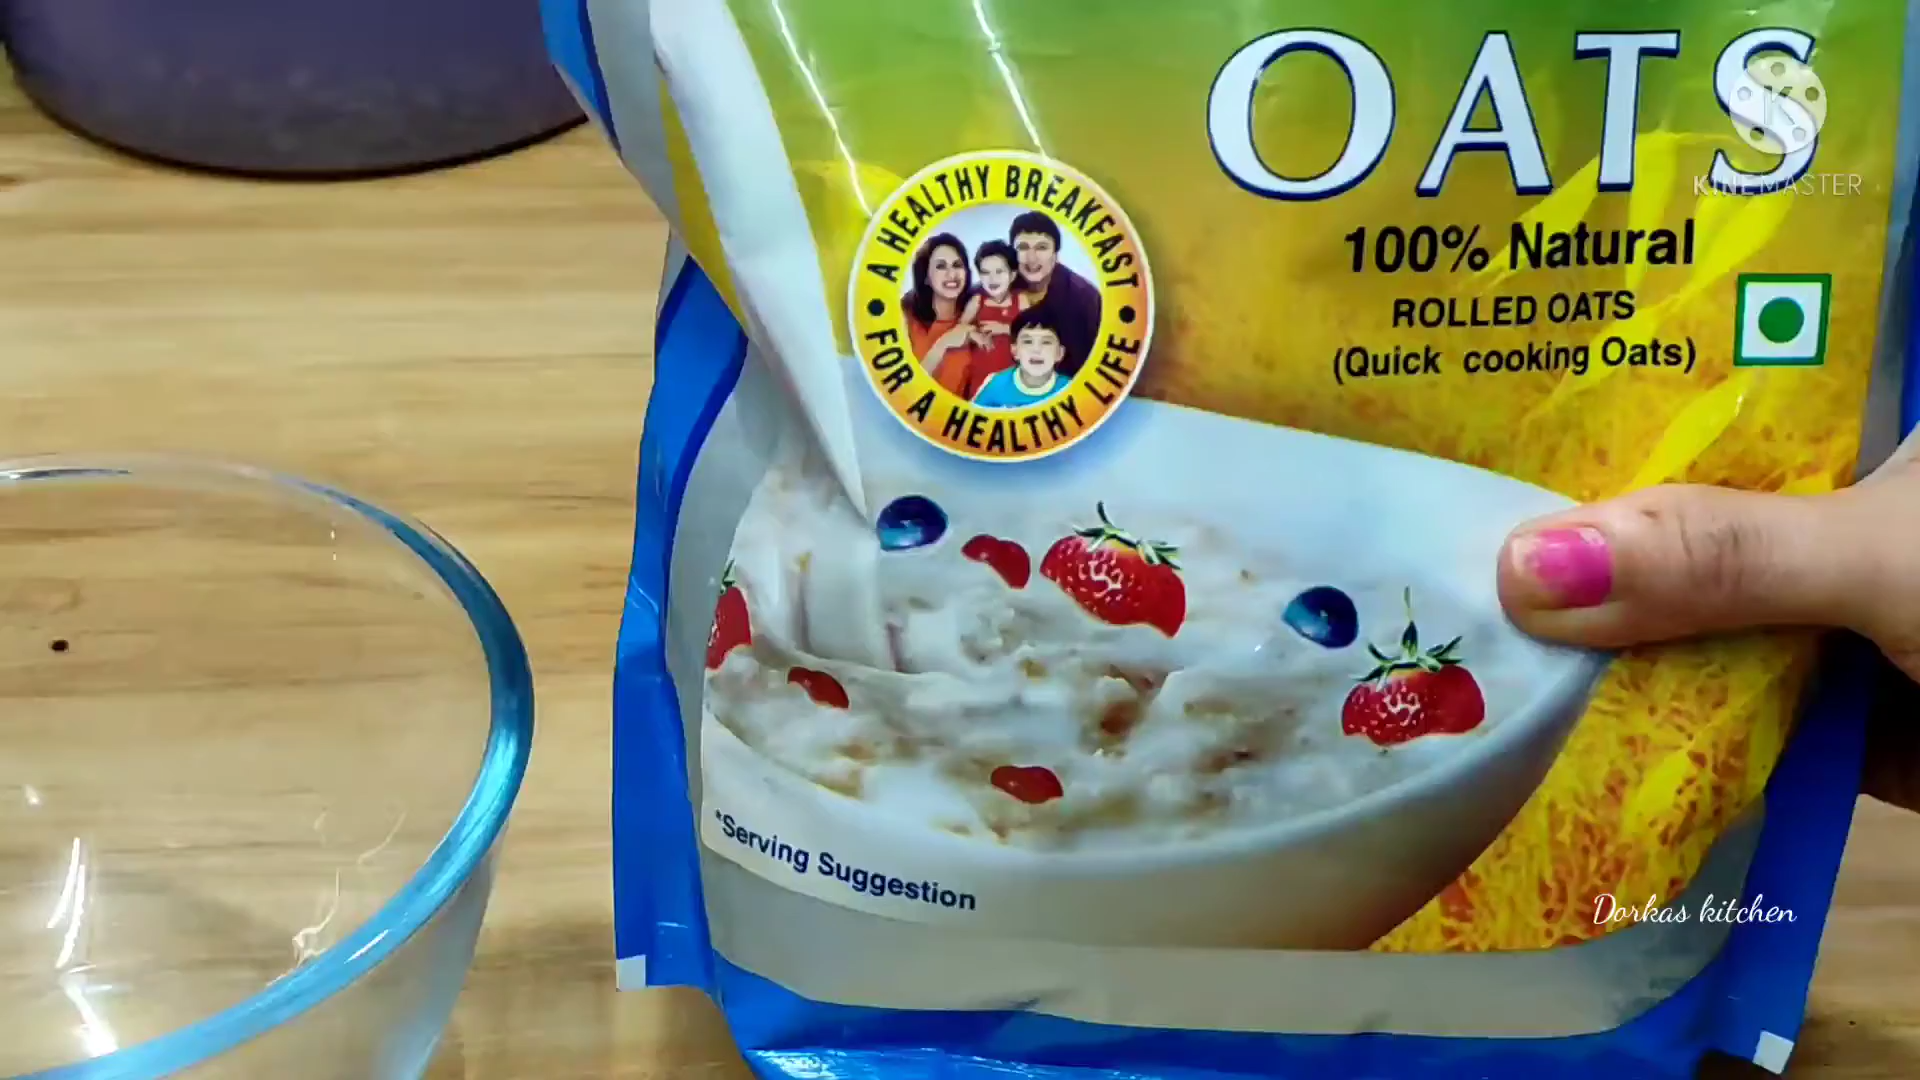 OATS
K
KINEMASTER
100% Natural
ROLLED OATS
(Quick cooking Oats)
A HEALTHY BREAKFAST
FOR A HEALTHY LIFE
*Serving Suggestion
Dorkas kitchen